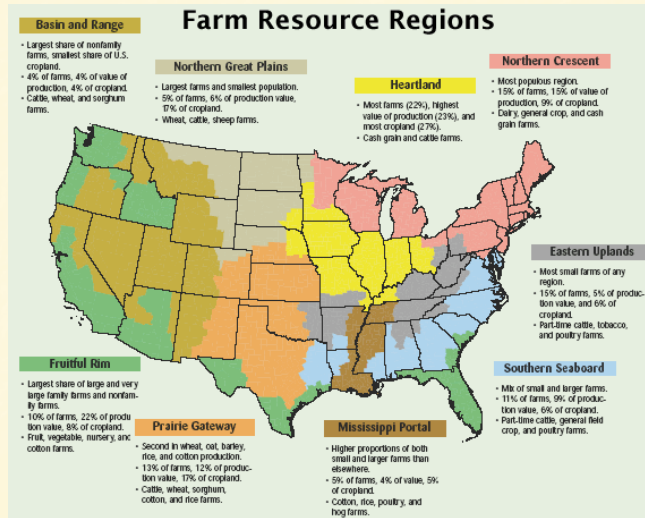 Farm Resource Regions
Basin and Range
• Largest share of nonfamily
farms, smallest share of U.S.
cropland.
• 4% of farms, 4% of value of
production, 4% of cropland.
• Cattle, wheat, and sorghum
farms.
Northern Great Plains
• Largest farms and smallest population.
• 5% of farms, 6% of production value,
17% of cropland.
• Wheat, cattle, sheep farms.
Heartland
• Most farms (22%), highest
value of production (23%), and
most cropland (27%).
• Cash grain and cattle farms.
Northern Crescent
• Most populous region.
• 15% of farms, 15% of value of
production, 9% of cropland.
• Dairy, general crop, and cash
grain farms.
Eastern Uplands
• Most small farms of any
region.
• 15% of farms, 5% of produc-
tion value, and 6% of
cropland.
• Part-time cattle, tobacco,
and poultry farms.
Southern Seaboard
• Mix of small and larger farms.
• 11% of farms, 9% of produc-
tion value, 6% of cropland.
• Part-time cattle, general field
crop, and poultry farms.
Fruitful Rim
• Largest share of large and very
large family farms and nonfam-
ily farms.
• 10% of farms, 22% of produ
tion value, 8% of cropland.
• Fruit, vegetable, nursery, and
cotton farms.
Prairie Gateway
• Second in wheat, oat, barley,
rice, and cotton production.
• 13% of farms, 12% of produc-
tion value, 17% of cropland.
• Cattle, wheat, sorghum,
cotton, and rice farms.
Mississippi Portal
• Higher proportions of both
small and larger farms than
elsewhere.
• 5% of farms, 4% of value, 5%
of cropland.
• Cotton, rice, poultry, and
hog farms.